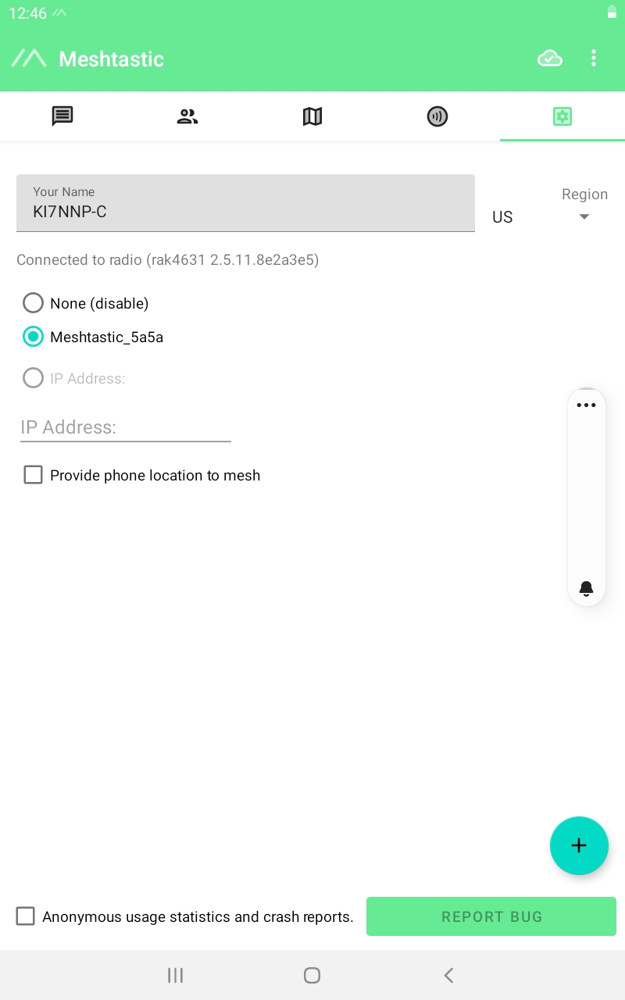 12:46
Meshtastic
Your Name
KI7NNP-C
US
Region
Connected to radio (rak4631 2.5.11.8e2a3e5)
None (disable)
Meshtastic_5a5a
IP Address:
IP Address:
Provide phone location to mesh
Anonymous usage statistics and crash reports.
REPORT BUG